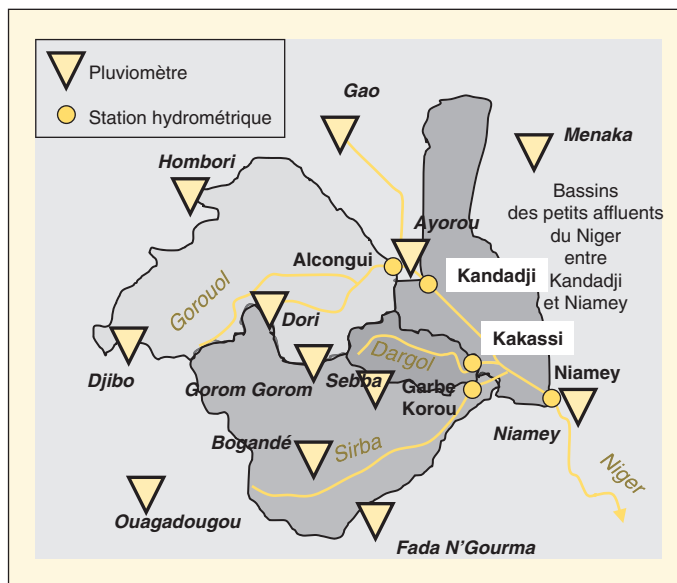 Pluviomètre
Station hydrométrique
Gao
Menaka
Hombori
Bassins
des petits affluents
du Niger
entre
Kandadji
et Niamey
Ayorou
Alcongui
Kandadji
Gorouol
Dori
Kakassi
Djibo
Gorom Gorom
Sebba
Dargol
Garbe
Korou
Niamey
Niamey
Bogandé
Sirba
Niger
Ouagadougou
Fada N'Gourma